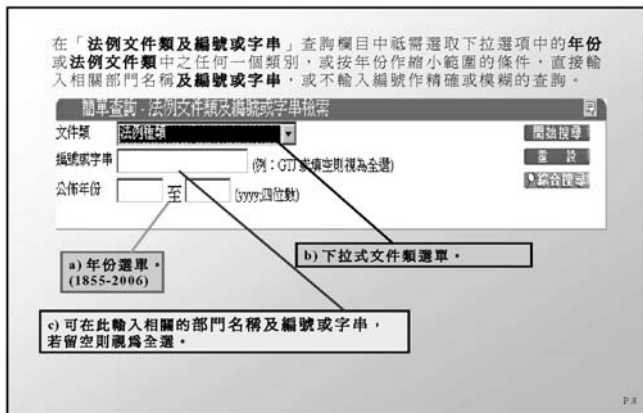 在「法例文件類及編號或字串」查詢欄目中祗需選取下拉選項中的年份
或法例文件類中之任何一個類別，或按年份作縮小範圍的條件，直接輸
入相關部門名稱及編號或字串，或不輸入編號作精確或模糊的查詢。
簡單查詢 - 法例文件類及編號或字串檢索
文件類 法例種類 開始搜尋
編號或字串 (例：GTJ 或填空則視為全選) 重 設
公佈年份 至 (yyyy:四位數) 綜合搜尋
a) 年份選單。
(1855-2006)
b) 下拉式文件類選單。
c) 可在此輸入相關的部門名稱及編號或字串，
若留空則視爲全選。
P.8